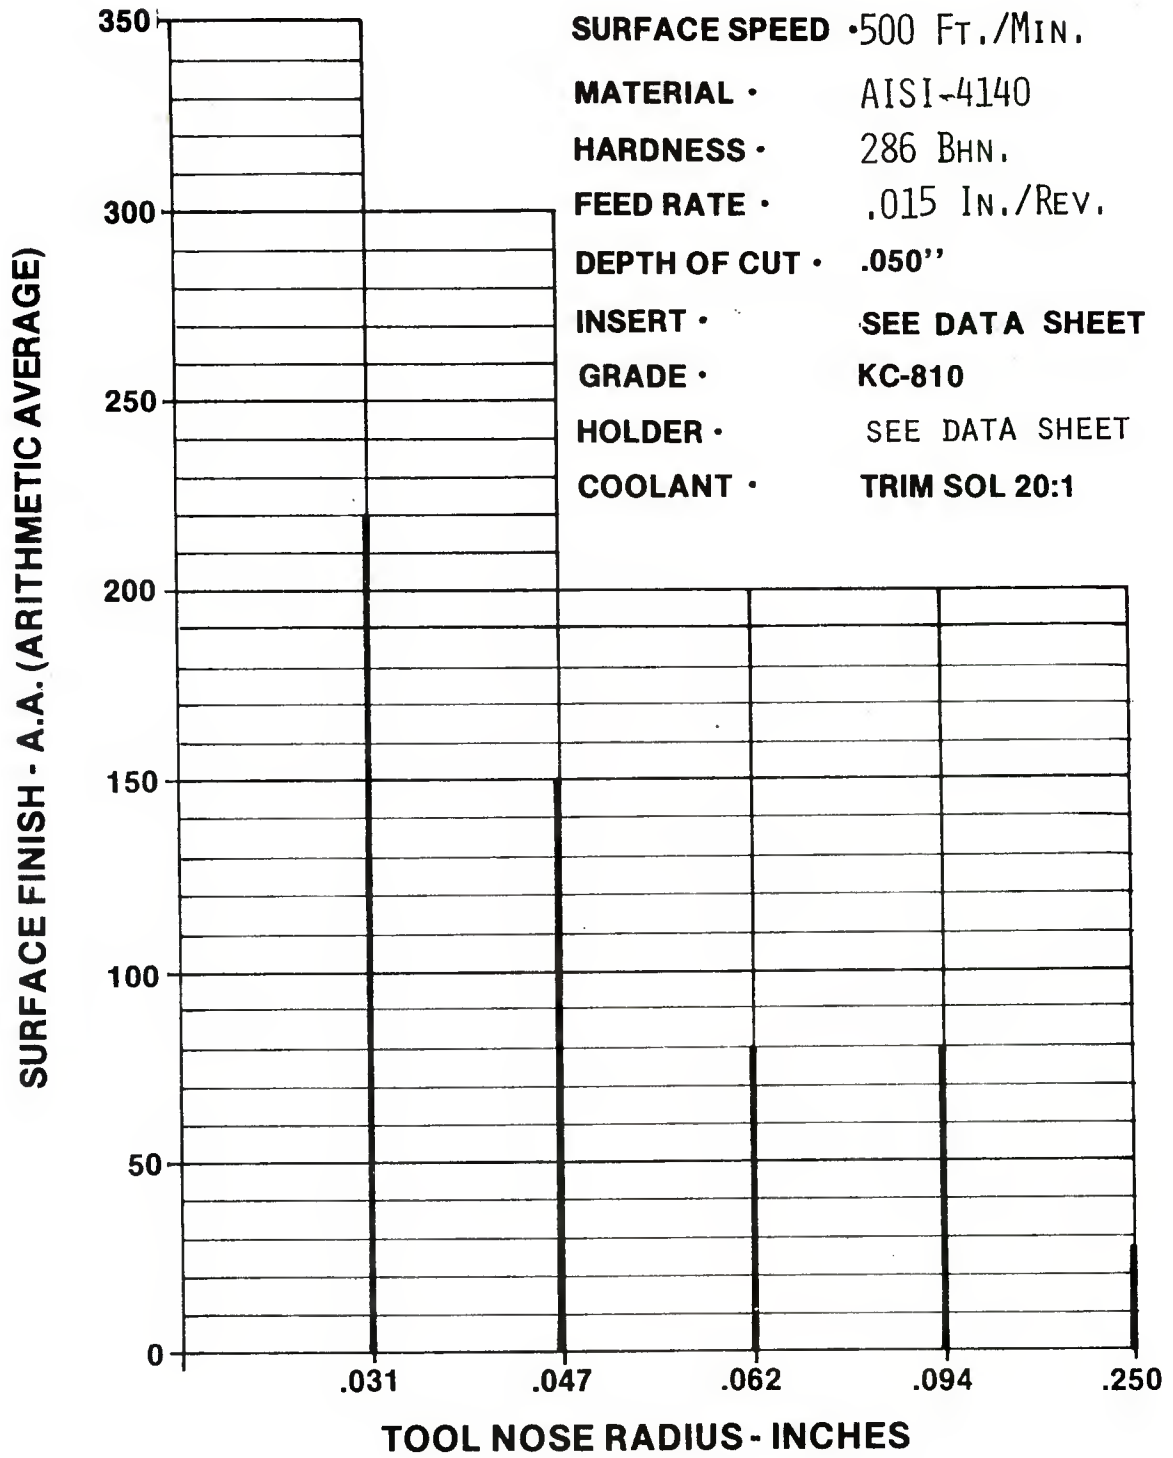 SURFACE SPEED • 500 FT./MIN.
MATERIAL • AISI-4140
HARDNESS • 286 BHN.
FEED RATE • .015 IN./REV.
DEPTH OF CUT • .050’’
INSERT • SEE DATA SHEET
GRADE • KC-810
HOLDER • SEE DATA SHEET
COOLANT • TRIM SOL 20:1
SURFACE FINISH - A.A. (ARITHMETIC AVERAGE)
350
300
250
200
150
100
50
0
.031 .047 .062 .094 .250
TOOL NOSE RADIUS - INCHES